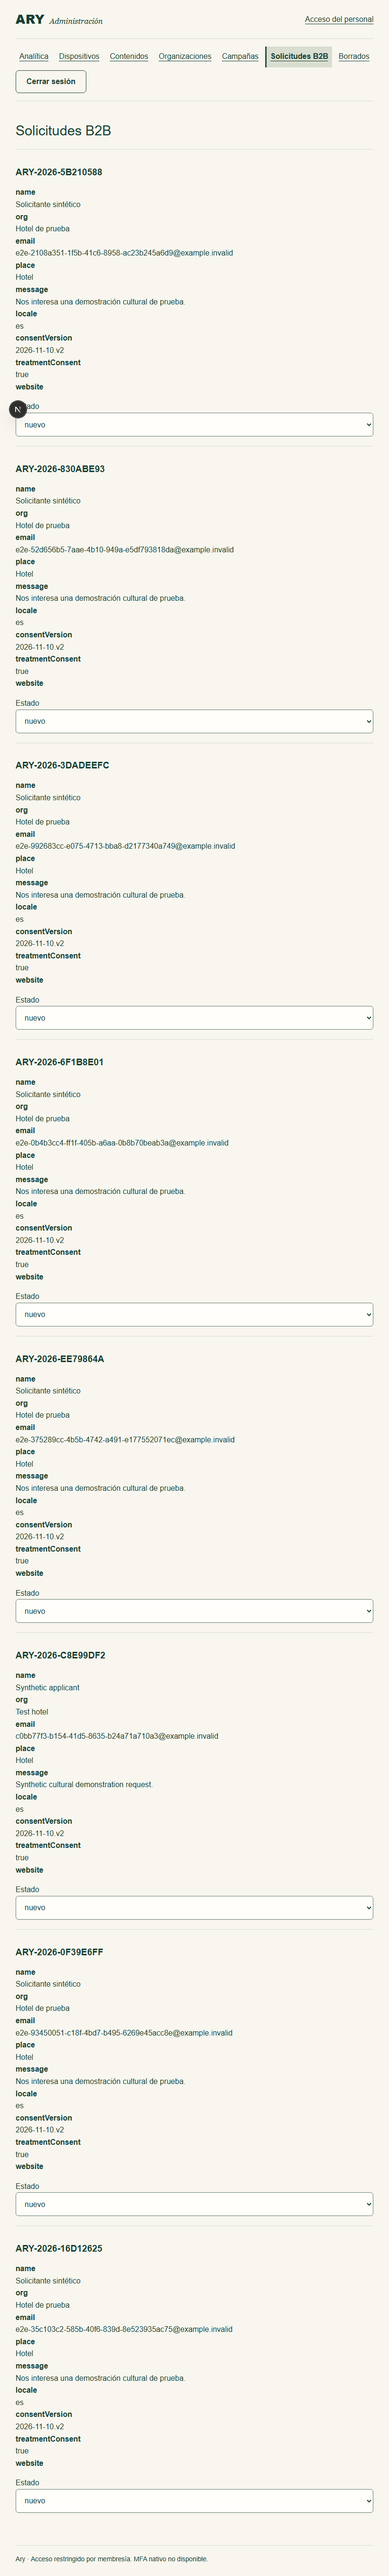 ARY Administración
Acceso del personal
Analítica Dispositivos Contenidos Organizaciones Campañas Solicitudes B2B Borrados
Cerrar sesión
Solicitudes B2B
ARY-2026-5B210588
name
Solicitante sintético
org
Hotel de prueba
email
e2e-2108a351-1f5b-41c6-8958-ac23b245a6d9@example.invalid
place
Hotel
message
Nos interesa una demostración cultural de prueba.
locale
es
consentVersion
2026-11-10.v2
treatmentConsent
true
website
N
nuevo
ARY-2026-830ABE93
name
Solicitante sintético
org
Hotel de prueba
email
e2e-52d656b5-7aae-4b10-949a-e5df793818da@example.invalid
place
Hotel
message
Nos interesa una demostración cultural de prueba.
locale
es
consentVersion
2026-11-10.v2
treatmentConsent
true
website
Estado
nuevo
ARY-2026-3DADEEFC
name
Solicitante sintético
org
Hotel de prueba
email
e2e-992683cc-e075-4713-bba8-d2177340a749@example.invalid
place
Hotel
message
Nos interesa una demostración cultural de prueba.
locale
es
consentVersion
2026-11-10.v2
treatmentConsent
true
website
Estado
nuevo
ARY-2026-6F1B8E01
name
Solicitante sintético
org
Hotel de prueba
email
e2e-0b4b3cc4-ff1f-405b-a6aa-0b8b70beab3a@example.invalid
place
Hotel
message
Nos interesa una demostración cultural de prueba.
locale
es
consentVersion
2026-11-10.v2
treatmentConsent
true
website
Estado
nuevo
ARY-2026-EE79864A
name
Solicitante sintético
org
Hotel de prueba
email
e2e-375289cc-4b5b-4742-a491-e177552071ec@example.invalid
place
Hotel
message
Nos interesa una demostración cultural de prueba.
locale
es
consentVersion
2026-11-10.v2
treatmentConsent
true
website
Estado
nuevo
ARY-2026-C8E99DF2
name
Synthetic applicant
org
Test hotel
email
c0bb77f3-b154-41d5-8635-b24a71a710a3@example.invalid
place
Hotel
message
Synthetic cultural demonstration request.
locale
es
consentVersion
2026-11-10.v2
treatmentConsent
true
website
Estado
nuevo
ARY-2026-0F39E6FF
name
Solicitante sintético
org
Hotel de prueba
email
e2e-93450051-c18f-4bd7-b495-6269e45acc8e@example.invalid
place
Hotel
message
Nos interesa una demostración cultural de prueba.
locale
es
consentVersion
2026-11-10.v2
treatmentConsent
true
website
Estado
nuevo
ARY-2026-16D12625
name
Solicitante sintético
org
Hotel de prueba
email
e2e-35c103c2-585b-40f6-839d-8e523935ac75@example.invalid
place
Hotel
message
Nos interesa una demostración cultural de prueba.
locale
es
consentVersion
2026-11-10.v2
treatmentConsent
true
website
Estado
nuevo
Ary · Acceso restringido por membresía. MFA nativo no disponible.